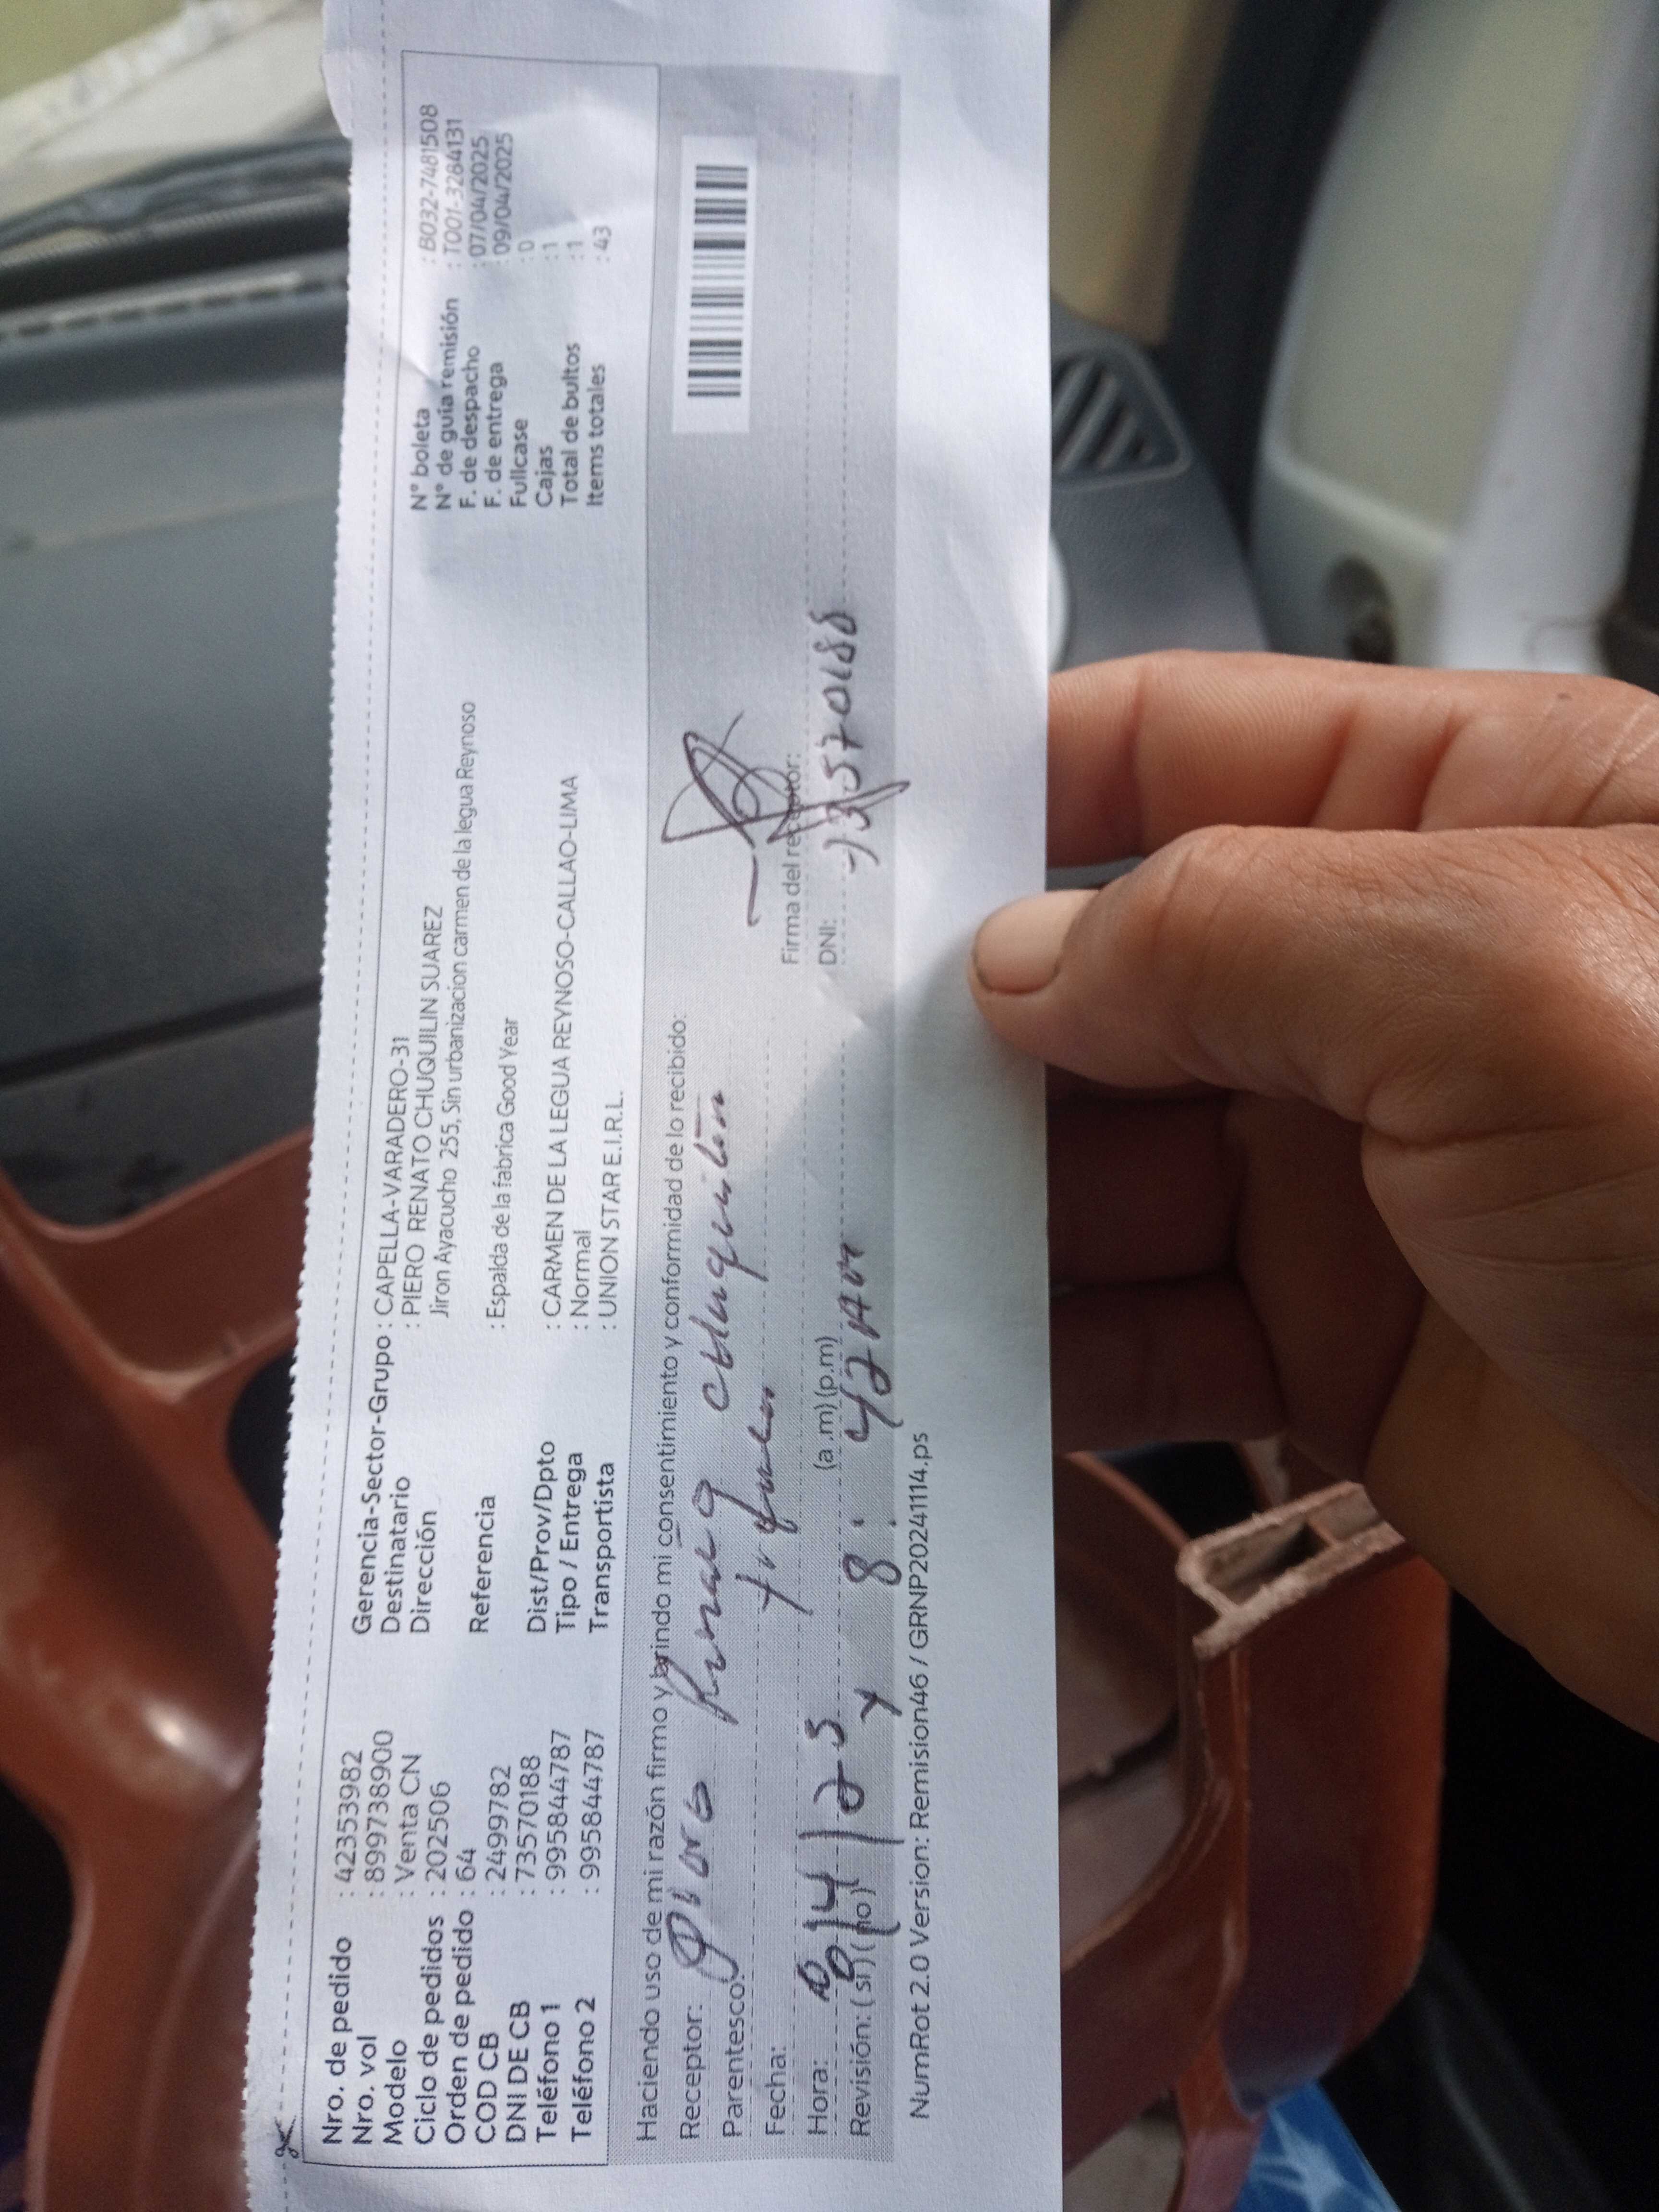 Nro. de pedido : 42353982
Nro. vol : 899738900
Modelo : Venta CN
Ciclo de pedidos : 202506
Orden de pedido : 64
COD CB : 2499782
DNI DE CB : 73570188
Teléfono 1 : 995844787
Teléfono 2 : 995844787
Gerencia-Sector-Grupo : CAPELLA-VARADERO-31
Destinatario : PIERO RENATO CHUQUILIN SUAREZ
Dirección Jiron Ayacucho 255, Sin urbanizacion carmen de la legua Reynoso
Referencia : Espalda de la fabrica Good Year
Dist/Prov/Dpto : CARMEN DE LA LEGUA REYNOSO-CALLAO-LIMA
Tipo / Entrega : Normal
Transportista : UNION STAR E.I.R.L.
N° boleta : B032-7481508
N° de guía remisión : T001-3284131
F. de despacho : 07/04/2025
F. de entrega : 09/04/2025
Fullcase : 0
Cajas : 1
Total de bultos : 1
Items totales : 43
Haciendo uso de mi razón firmo y brindo mi consentimiento y conformidad de lo recibido:
Receptor:
Parentesco:
Fecha:
Hora: (a.m) (p.m)
Revisión: (si) (no) 8:42 Am
Firma del receptor:
DNI: 73570188
NumRot 2.0 Version: Remision46 / GRNP20241114.ps